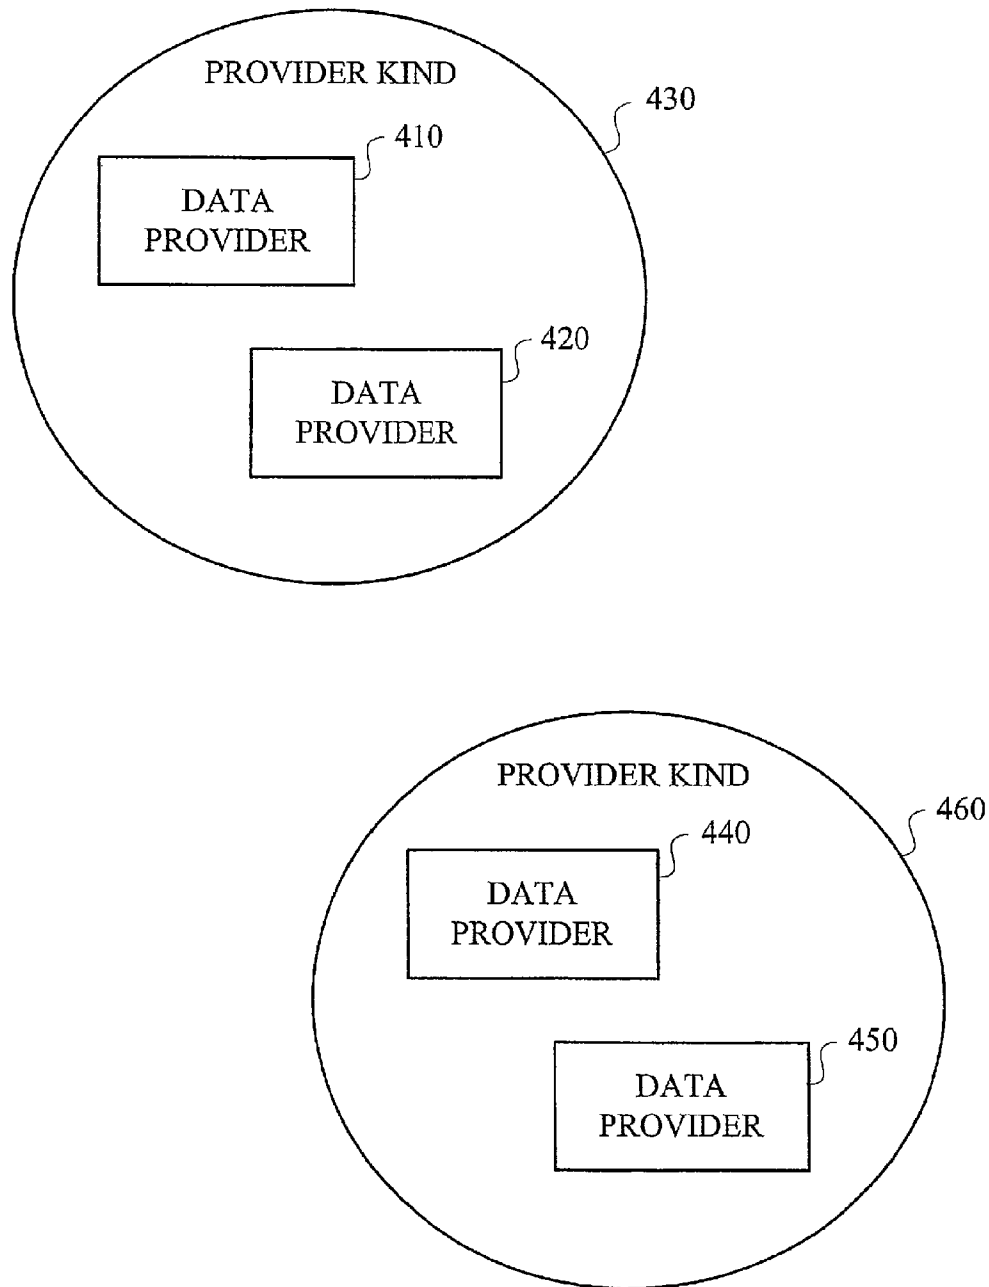 PROVIDER KIND
430
410
DATA
PROVIDER
420
DATA
PROVIDER
PROVIDER KIND
460
440
DATA
PROVIDER
450
DATA
PROVIDER